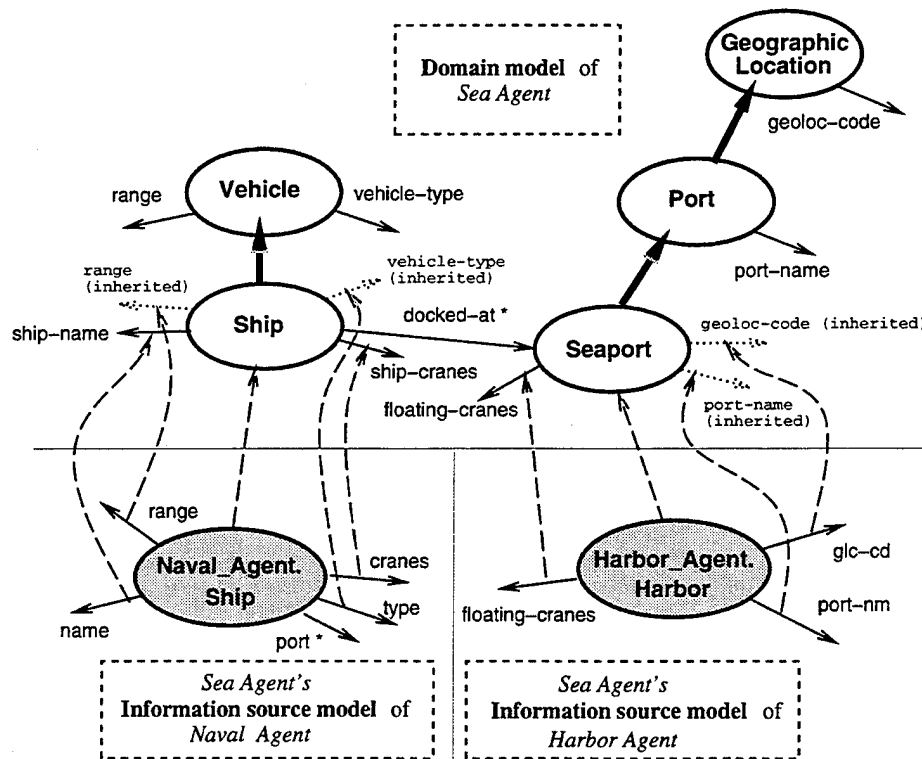 Geographic
Location
geoloc–code
Domain model of
Sea Agent
Vehicle
range
vehicle–type
Port
port–name
range
(inherited)
vehicle-type
(inherited)
Ship
ship–name
docked–at *
ship–cranes
Seaport
geoloc-code (inherited)
floating–cranes
port-name
(inherited)
range
Naval_Agent.
Ship
cranes
type
name
port *
Harbor_Agent.
Harbor
glc–cd
floating–cranes
port–nm
Sea Agent's
Information source model of
Naval Agent
Sea Agent's
Information source model of
Harbor Agent